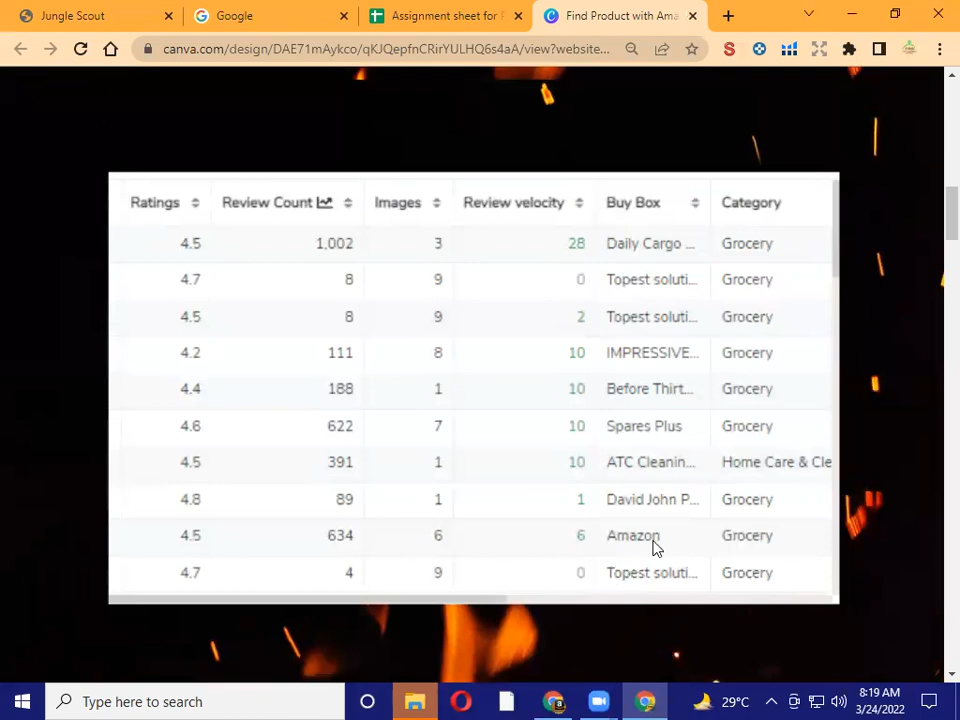 Jungle Scout
Google
Assignment sheet for F
Find Product with Ama
canva.com/design/DAE71mAykco/qKJQepfnCRirYULHQ6s4aA/view?website...
Ratings Review Count Images Review velocity Buy Box Category
4.5 1,002 3 28 Daily Cargo ... Grocery
4.7 8 9 0 Topest soluti... Grocery
4.5 8 9 2 Topest soluti... Grocery
4.2 111 8 10 IMPRESSIVE... Grocery
4.4 188 1 10 Before Thirt... Grocery
4.6 622 7 10 Spares Plus Grocery
4.5 391 1 10 ATC Cleanin... Home Care & Cle
4.8 89 1 1 David John P... Grocery
4.5 634 6 6 Amazon Grocery
4.7 4 9 0 Topest soluti... Grocery
Type here to search
29°C
8:19 AM
3/24/2022